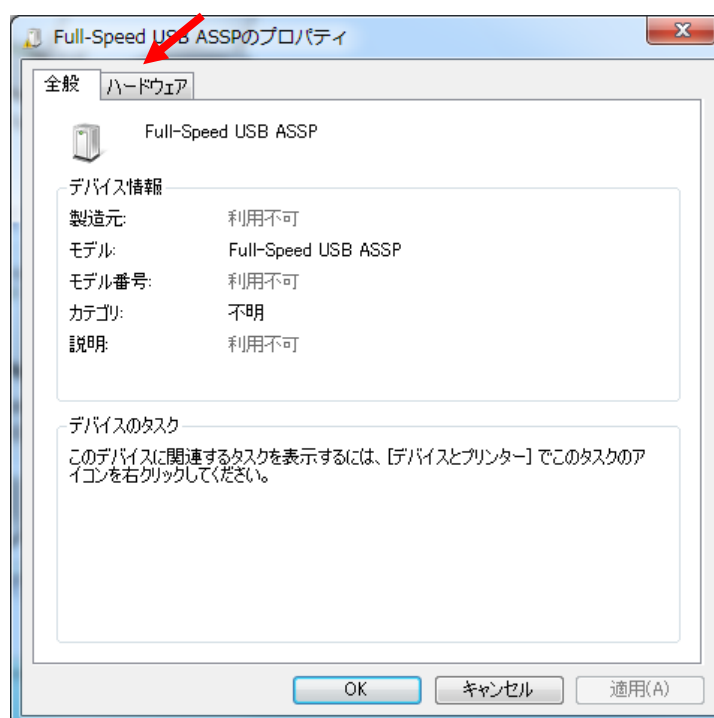 Full-Speed USB ASSPのプロパティ
全般 ハードウェア
Full-Speed USB ASSP
デバイス情報
製造元: 利用不可
モデル: Full-Speed USB ASSP
モデル番号: 利用不可
カテゴリ: 不明
説明: 利用不可
デバイスのタスク
このデバイスに関連するタスクを表示するには、[デバイスとプリンター] でこのタスクのア
イコンを右クリックしてください。
OK キャンセル 適用(A)